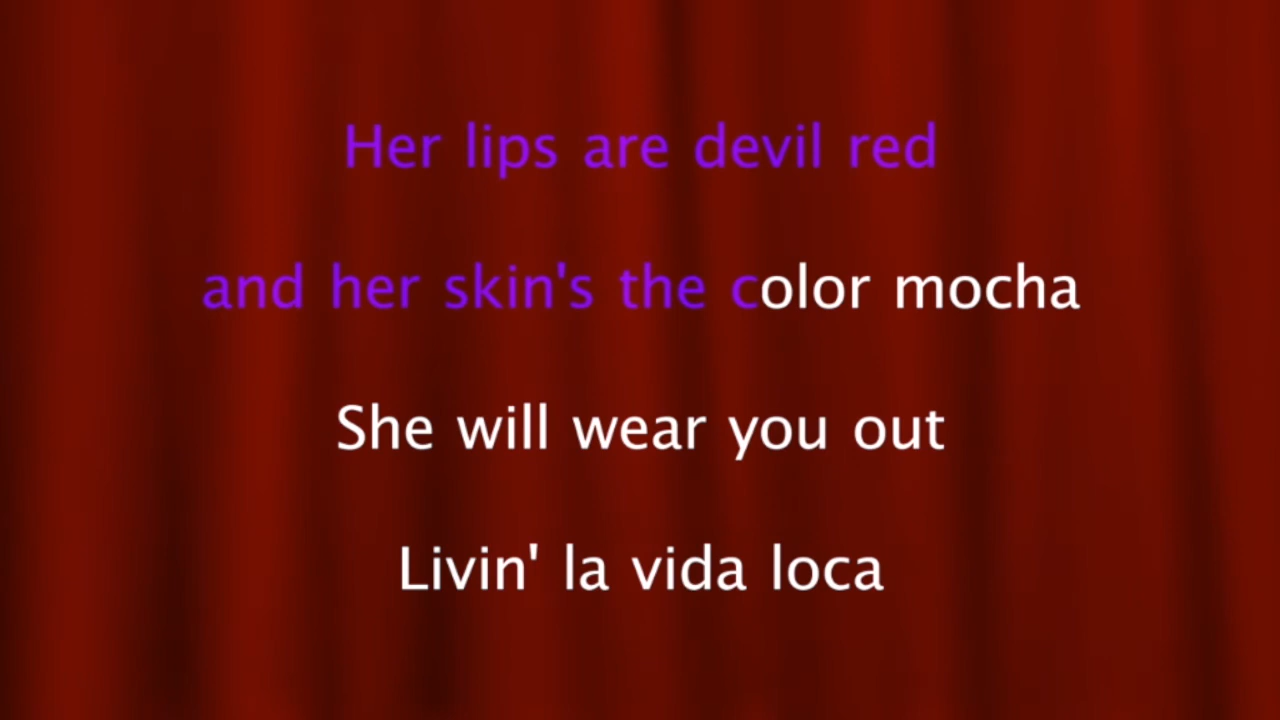 Her lips are devil red
and her skin's the color mocha
She will wear you out
Livin' la vida loca